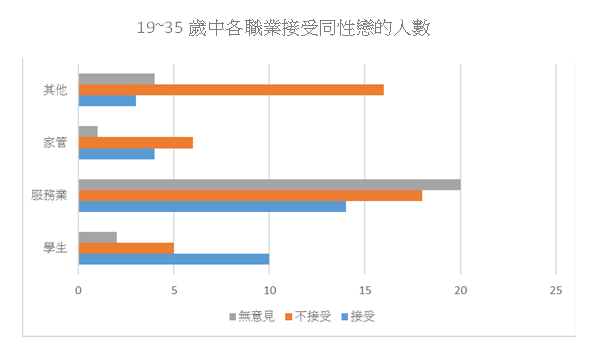 19~35 歲中各職業接受同性戀的人數
其他
家管
服務業
學生
0 5 10 15 20 25
無意見 不接受 接受